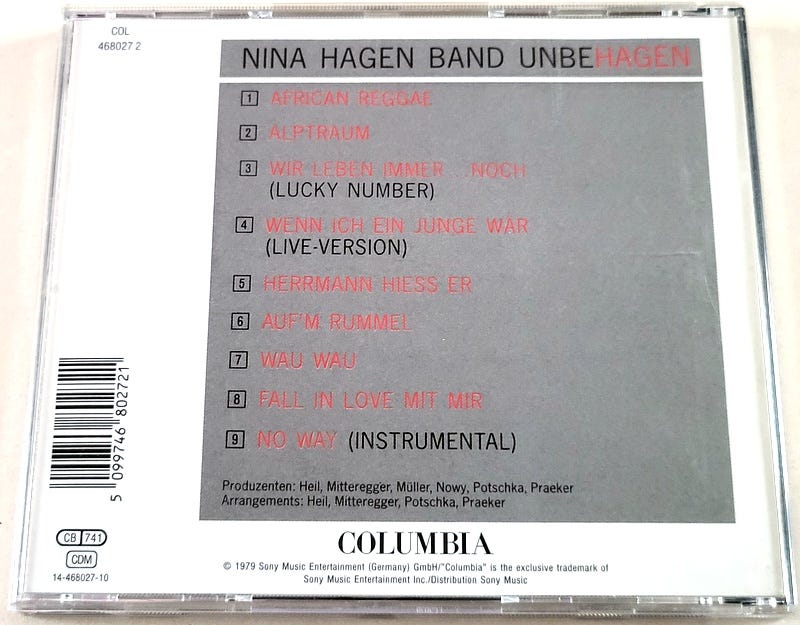 COL
468027 2
NINA HAGEN BAND UNBEHAGEN
1 AFRICAN REGGAE
2 ALPTRAUM
3 WIR LEBEN IMMER...NOCH
(LUCKY NUMBER)
4 WENN ICH EIN JUNGE WÄR
(LIVE-VERSION)
5 HERRMANN HIESS ER
6 AUF'M RUMMEL
7 WAU WAU
8 FALL IN LOVE MIT MIR
9 NO WAY (INSTRUMENTAL)
Produzenten: Heil, Mitteregger, Müller, Nowy, Potschka, Praeker
Arrangements: Heil, Mitteregger, Potschka, Praeker
5 099746 802721
CB 741
CDM
14-468027-10
COLUMBIA
© 1979 Sony Music Entertainment (Germany) GmbH/"Columbia" is the exclusive trademark of
Sony Music Entertainment Inc./Distribution Sony Music